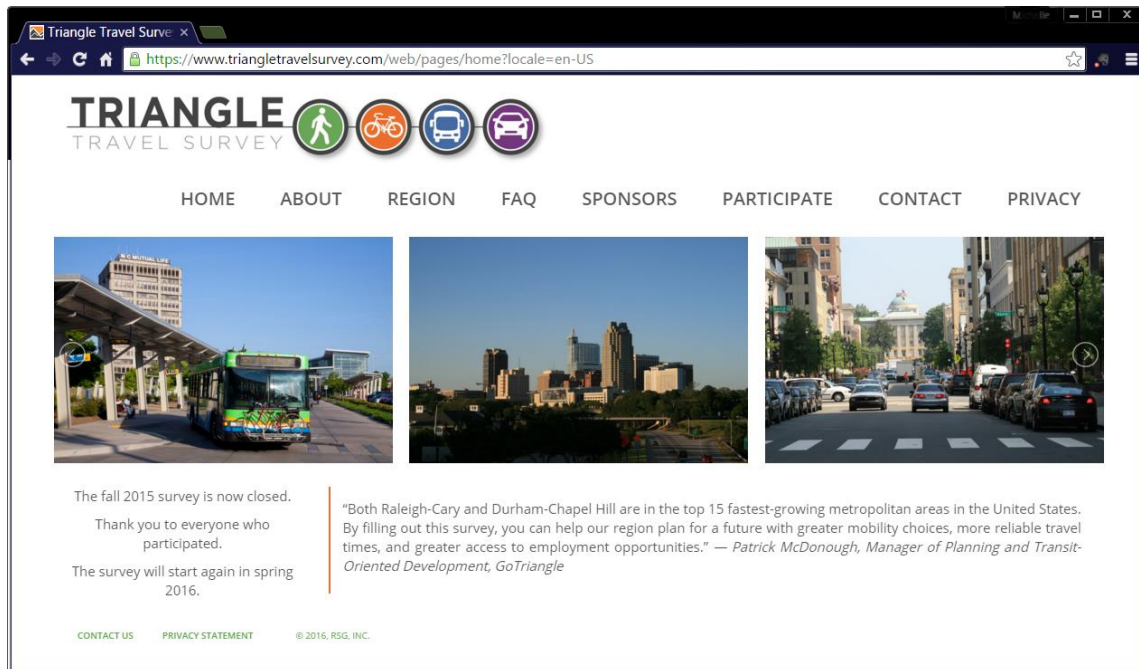 Triangle Travel Surve
https://www.triangletravelsurvey.com/web/pages/home?locale=en-US
TRIANGLE
TRAVEL SURVEY
HOME ABOUT REGION FAQ SPONSORS PARTICIPATE CONTACT PRIVACY
N C MUTUAL LIFE
The fall 2015 survey is now closed.
Thank you to everyone who
participated.
The survey will start again in spring
2016.
“Both Raleigh-Cary and Durham-Chapel Hill are in the top 15 fastest-growing metropolitan areas in the United States.
By filling out this survey, you can help our region plan for a future with greater mobility choices, more reliable travel
times, and greater access to employment opportunities.” — Patrick McDonough, Manager of Planning and Transit-
Oriented Development, GoTriangle
CONTACT US PRIVACY STATEMENT © 2016, RSG, INC.